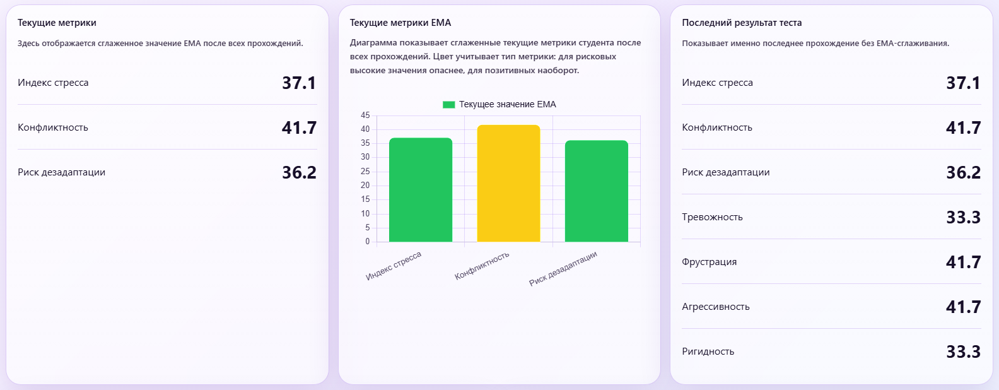 Текущие метрики
Здесь отображается сглаженное значение EMA после всех прохождений.
Индекс стресса 37.1
Конфликтность 41.7
Риск дезадаптации 36.2
Текущие метрики EMA
Диаграмма показывает сглаженные текущие метрики студента после
всех прохождений. Цвет учитывает тип метрики: для рисковых
высокие значения опаснее, для позитивных наоборот.
Текущее значение EMA
45
40
35
30
25
20
15
10
5
0
Индекс стресса
Конфликтность
Риск дезадаптации
Последний результат теста
Показывает именно последнее прохождение без EMA-сглаживания.
Индекс стресса 37.1
Конфликтность 41.7
Риск дезадаптации 36.2
Тревожность 33.3
Фрустрация 41.7
Агрессивность 41.7
Ригидность 33.3